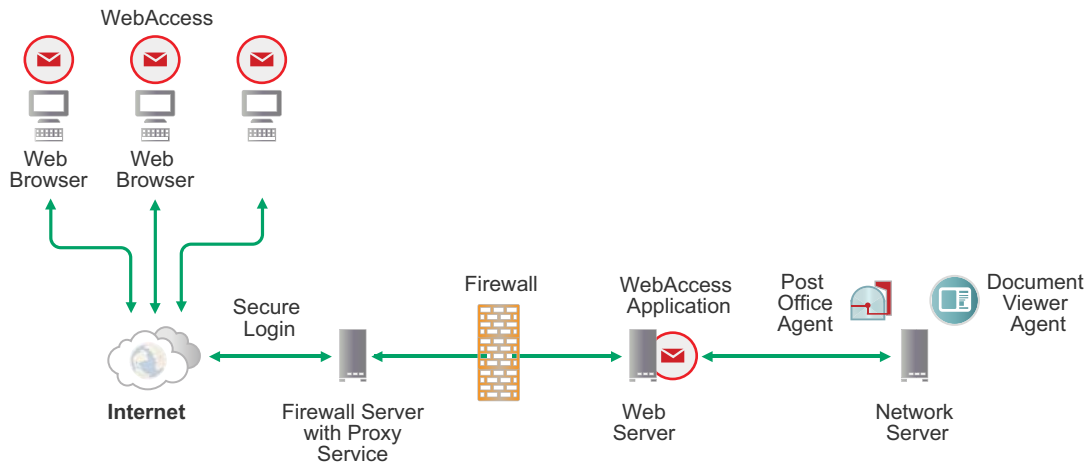 WebAccess
Web
Browser
Web
Browser
Secure
Login
Firewall
WebAccess
Application
Post
Office
Agent
Document
Viewer
Agent
Internet
Firewall Server
with Proxy
Service
Web
Server
Network
Server